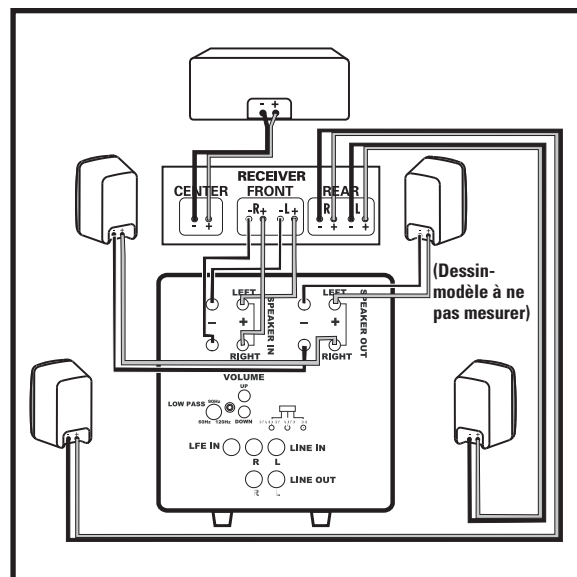 - +
RECEIVER
CENTER FRONT REAR
- + -R+ -L+ R L
- + - +
- + - +
- + - +
(Dessin-
modèle à ne
pas mesurer)
LEFT LEFT
- + - +
SPEAKER IN
SPEAKER OUT
RIGHT RIGHT
VOLUME
UP
LOW PASS 90Hz
60Hz 120Hz DOWN
LFE IN LINE IN
R L
LINE OUT
R L
- + - +